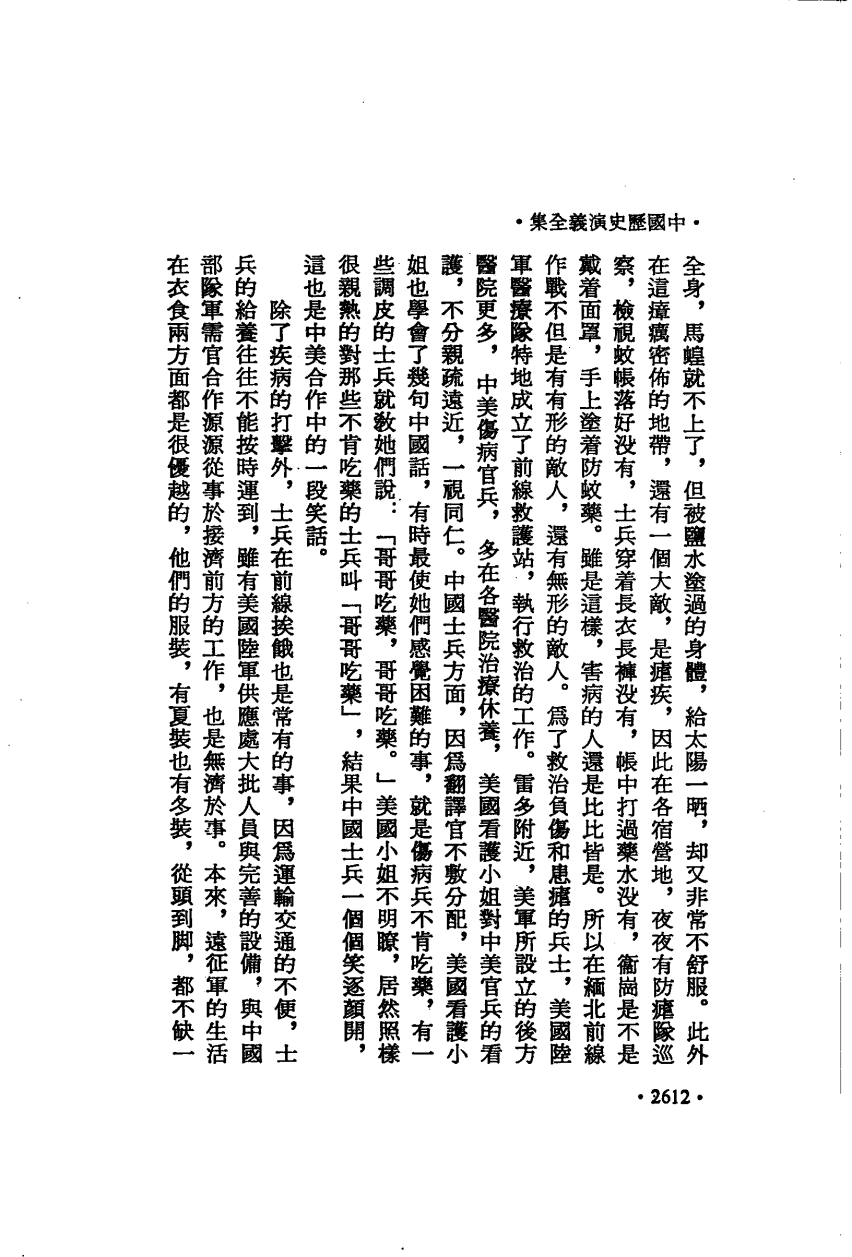 ・中國歷史演義全集・
全身，馬蝗就不上了，但被鹽水塗過的身體，給太陽一晒，却又非常不舒服。此外
在這瘴癘密佈的地帶，還有一個大敵，是瘧疾，因此在各宿營地，夜夜有防瘧隊巡
察，檢視蚊帳落好没有，士兵穿着長衣長褲没有，帳中打過藥水没有，衞崗是不是
戴着面罩，手上塗着防蚊藥。雖是這樣，害病的人還是比比皆是。所以在緬北前線
作戰不但是有有形的敵人，還有無形的敵人。爲了救治負傷和患瘧的兵士，美國陸
軍醫療隊特地成立了前線救護站，執行救治的工作。雷多附近，美軍所設立的後方
醫院更多，中美傷病官兵，多在各醫院治療休養，美國看護小姐對中美官兵的看
護，不分親疏遠近，一視同仁。中國士兵方面，因爲翻譯官不敷分配，美國看護小
姐也學會了幾句中國話，有時最使她們感覺困難的事，就是傷病兵不肯吃藥，有一
些調皮的士兵就敎她們說：「哥哥吃藥，哥哥吃藥。」美國小姐不明瞭，居然照樣
很親熱的對那些不肯吃藥的士兵叫「哥哥吃藥」，結果中國士兵一個個笑逐顏開，
這也是中美合作中的一段笑話。
除了疾病的打擊外，士兵在前線挨餓也是常有的事，因爲運輸交通的不便，士
兵的給養往往不能按時運到，雖有美國陸軍供應處大批人員與完善的設備，與中國
部隊軍需官合作源源從事於接濟前方的工作，也是無濟於事。本來，遠征軍的生活
在衣食兩方面都是很優越的，他們的服裝，有夏裝也有冬裝，從頭到脚，都不缺一
・2612・